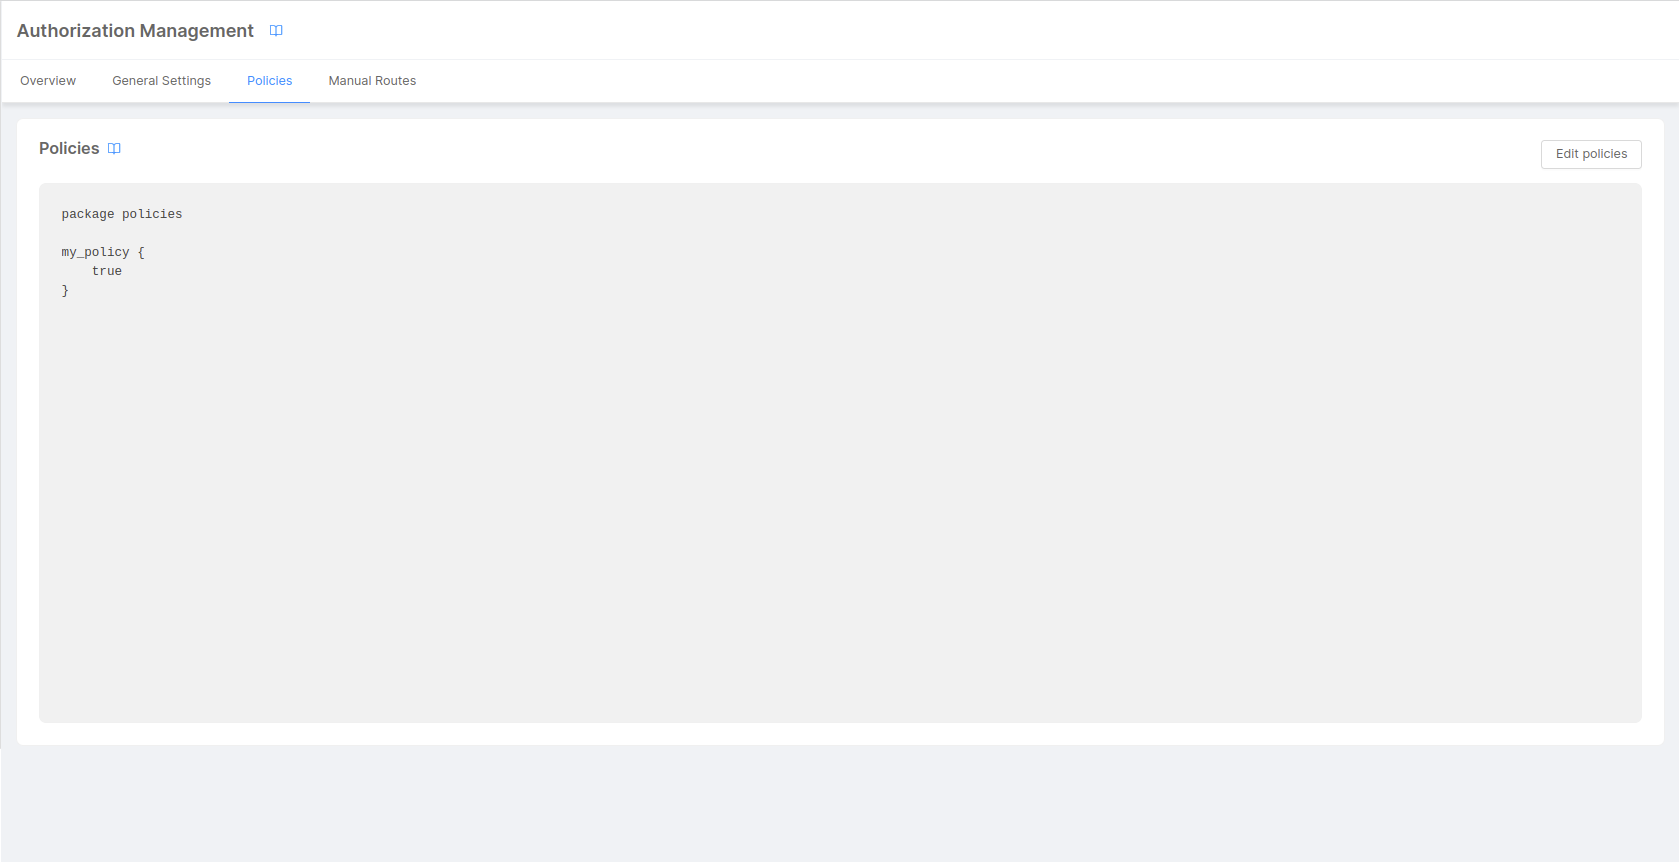 Authorization Management
Overview General Settings Policies Manual Routes
Policies
Edit policies
package policies
my_policy {
    true
}